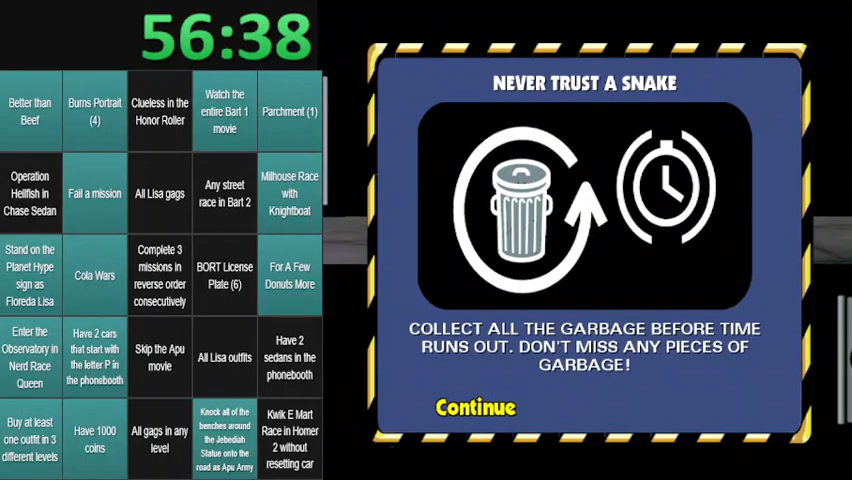 56:38
Better than
Beef
Burns Portrait
(4)
Clueless in the
Honor Roller
Watch the
entire Bart 1
movie
Parchment (1)
Operation
Hellfish in
Chase Sedan
Fail a mission
All Lisa gags
Any street
race in Bart 2
Milhouse Race
with
Knightboat
Stand on the
Planet Hype
sign as
Floreda Lisa
Cola Wars
Complete 3
missions in
reverse order
consecutively
BORT License
Plate (6)
For A Few
Donuts More
Enter the
Observatory in
Nerd Race
Queen
Have 2 cars
that start with
the letter P in
the phonebooth
Skip the Apu
movie
All Lisa outfits
Have 2
sedans in the
phonebooth
Buy at least
one outfit in 3
different levels
Have 1000
coins
All gags in any
level
Knock all of the
benches around
the Jebediah
Statue onto the
road as Apu Army
Kwik E Mart
Race in Homer
2 without
resetting car
NEVER TRUST A SNAKE
COLLECT ALL THE GARBAGE BEFORE TIME
RUNS OUT. DON'T MISS ANY PIECES OF
GARBAGE!
Continue